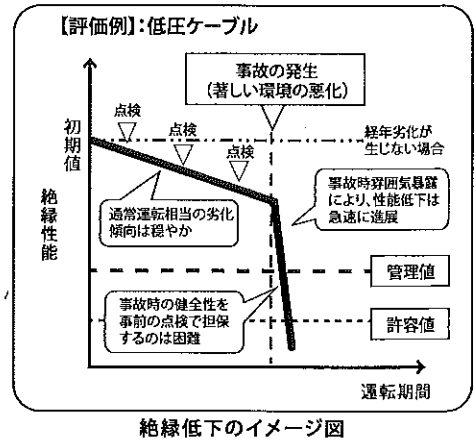 【評価例】:低圧ケーブル
事故の発生
(著しい環境の悪化)
点検
点検
点検
初期値
絶縁性能
経年劣化が
生じない場合
通常運転相当の劣化
傾向は穏やか
事故時雰囲気暴露
により、性能低下は
急速に進展
管理値
事故時の健全性を
事前の点検で担保
するのは困難
許容値
運転期間
絶縁低下のイメージ図